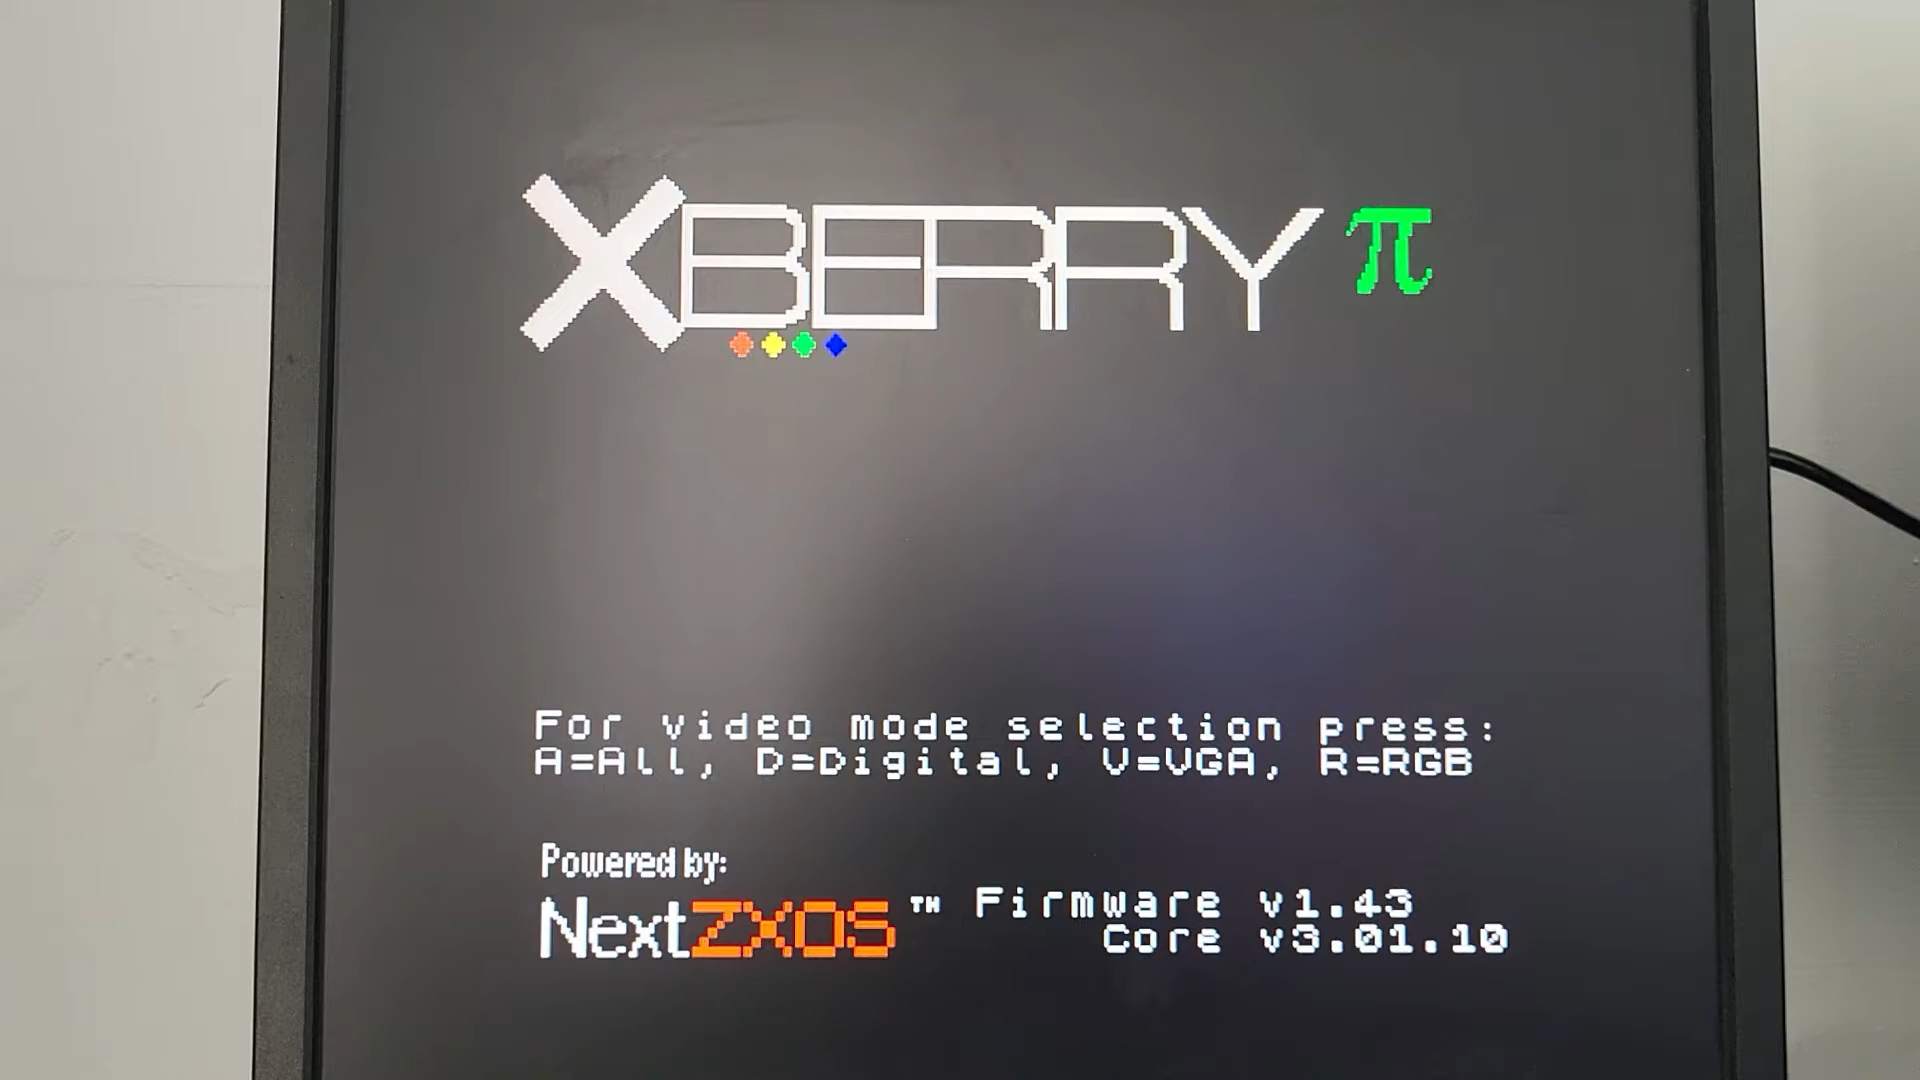 XBERRY π
For video mode selection press:
A=All, D=Digital, V=VGA, R=RGB
Powered by:
NextZXOS™ Firmware v1.43
Core v3.01.10